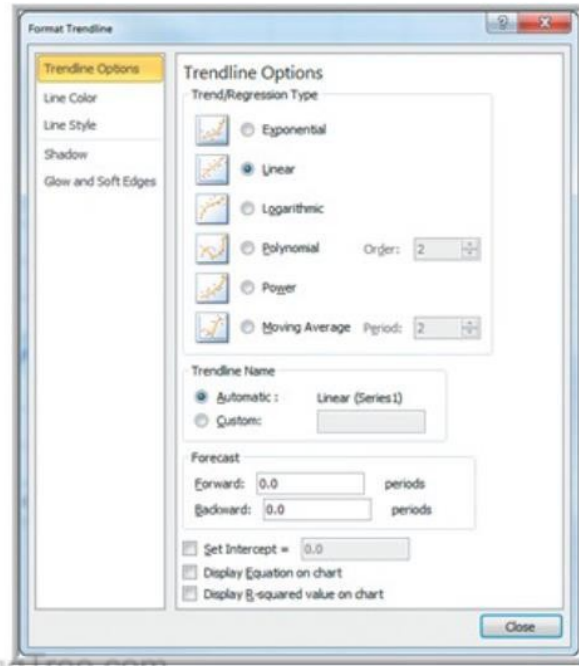 Format Trendline
Trendline Options
Line Color
Line Style
Shadow
Glow and Soft Edges
Trendline Options
Trend/Regression Type
Exponential
Linear
Logarithmic
Polynomial Order: 2
Power
Moving Average Period: 2
Trendline Name
Automatic : Linear (Series1)
Custom:
Forecast
Forward: 0.0 periods
Backward: 0.0 periods
Set Intercept = 0.0
Display Equation on chart
Display R-squared value on chart
Close